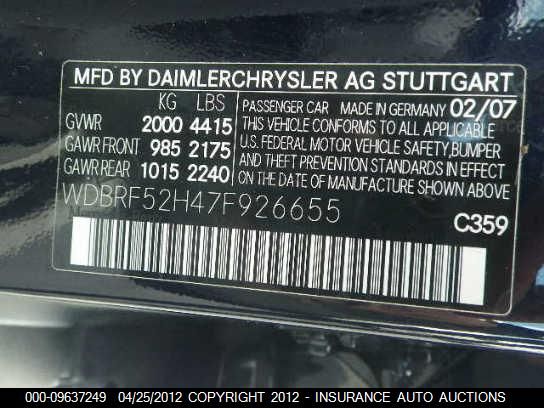 MFD BY DAIMLERCHRYSLER AG STUTTGART
KG LBS
GVWR 2000 4415
GAWR FRONT 985 2175
GAWR REAR 1015 2240
PASSENGER CAR MADE IN GERMANY 02/07
THIS VEHICLE CONFORMS TO ALL APPLICABLE
U.S. FEDERAL MOTOR VEHICLE SAFETY, BUMPER
AND THEFT PREVENTION STANDARDS IN EFFECT
ON THE DATE OF MANUFACTURE SHOWN ABOVE.
WDBRF52H47F926655
C359
000-09637249 04/25/2012 COPYRIGHT 2012 - INSURANCE AUTO AUCTIONS